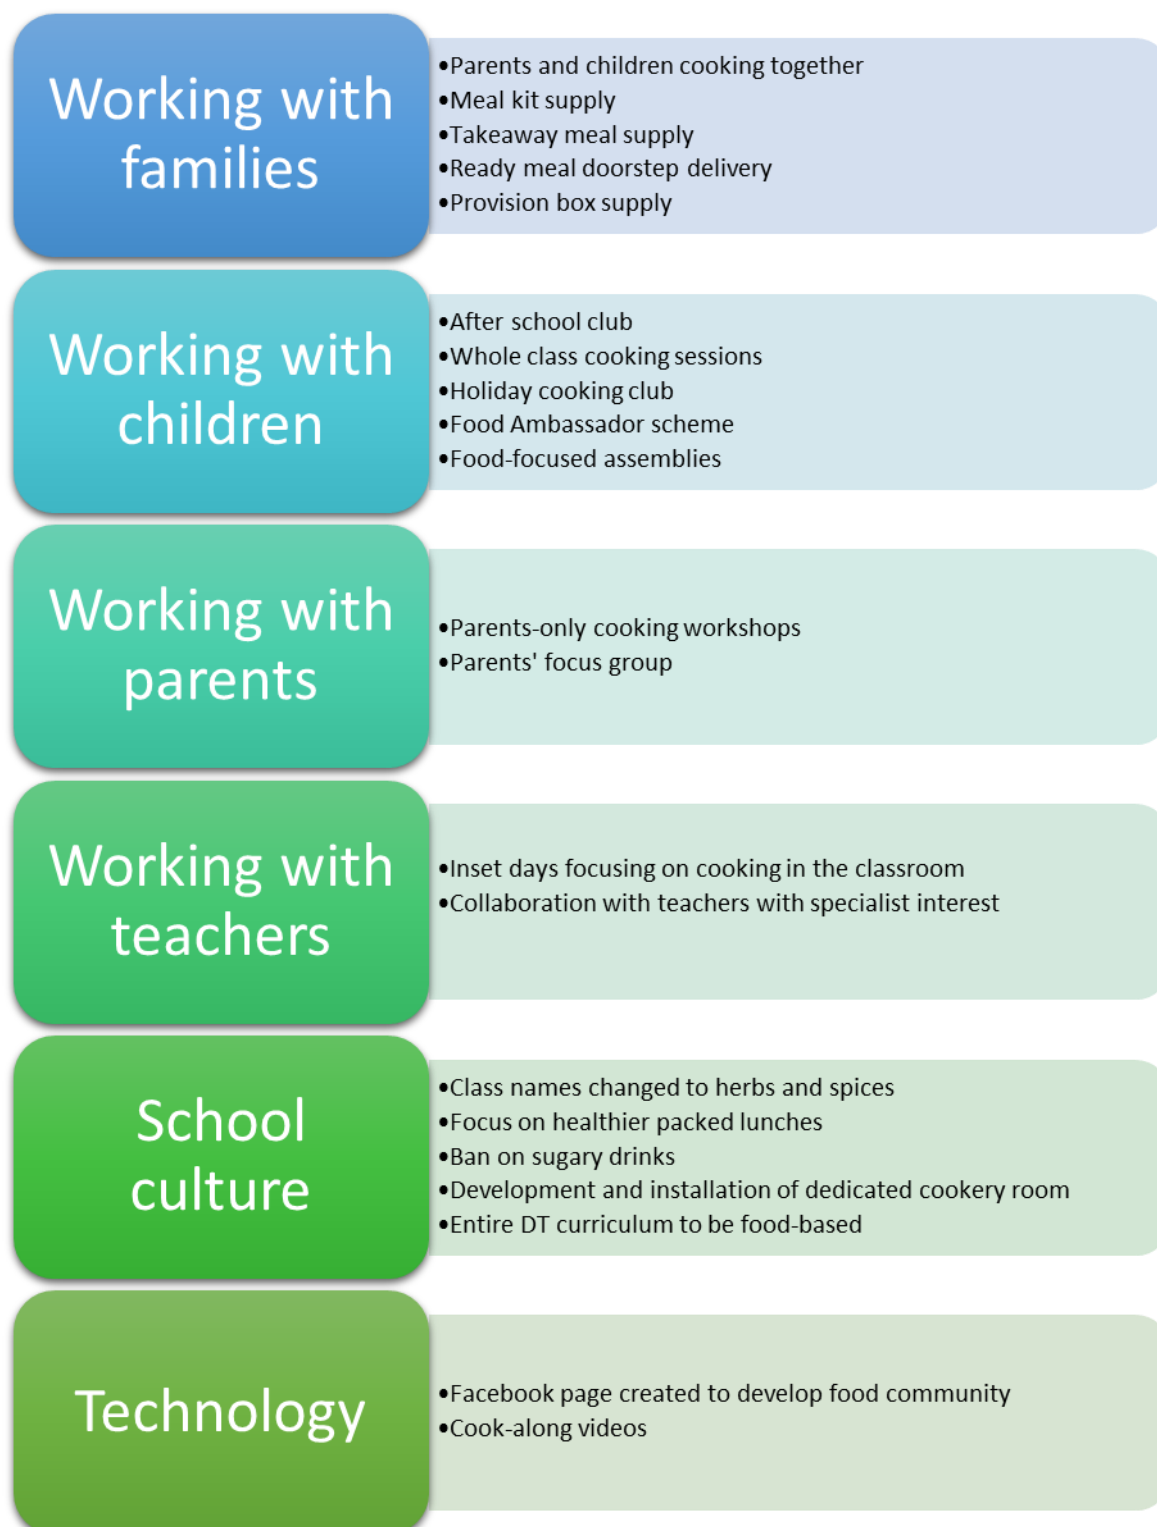 Working with
families
•Parents and children cooking together
•Meal kit supply
•Takeaway meal supply
•Ready meal doorstep delivery
•Provision box supply
Working with
children
•After school club
•Whole class cooking sessions
•Holiday cooking club
•Food Ambassador scheme
•Food-focused assemblies
Working with
parents
•Parents-only cooking workshops
•Parents' focus group
Working with
teachers
•Inset days focusing on cooking in the classroom
•Collaboration with teachers with specialist interest
School
culture
•Class names changed to herbs and spices
•Focus on healthier packed lunches
•Ban on sugary drinks
•Development and installation of dedicated cookery room
•Entire DT curriculum to be food-based
Technology
•Facebook page created to develop food community
•Cook-along videos